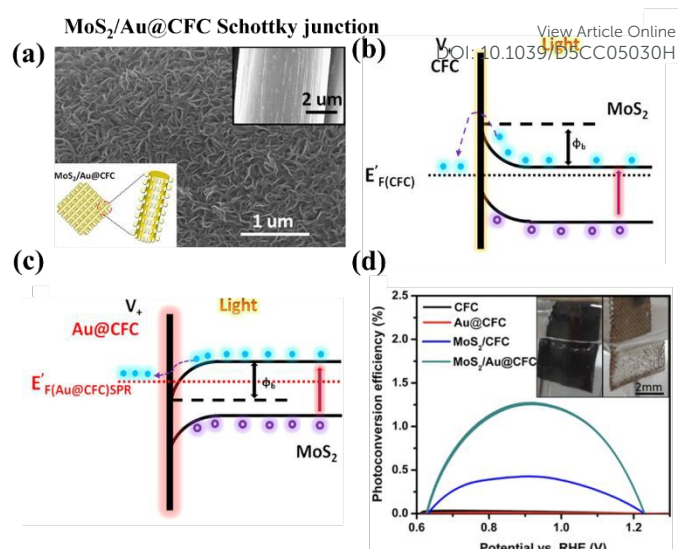 MoS₂/Au@CFC Schottky junction
View Article Online
DOI: 10.1039/D5CC05030H
(a)
2 um
MoS₂/Au@CFC
1 um
(b)
V₊
CFC
Light
MoS₂
ϕb
E′F(CFC)
(c)
V₊
Light
Au@CFC
E′F(Au@CFC)SPR
ϕb
MoS₂
(d)
Photoconversion efficiency (%)
2.5
2.0
1.5
1.0
0.5
0.0
CFC
Au@CFC
MoS₂/CFC
MoS₂/Au@CFC
2mm
0.6 0.8 1.0 1.2
Potential vs. RHE (V)